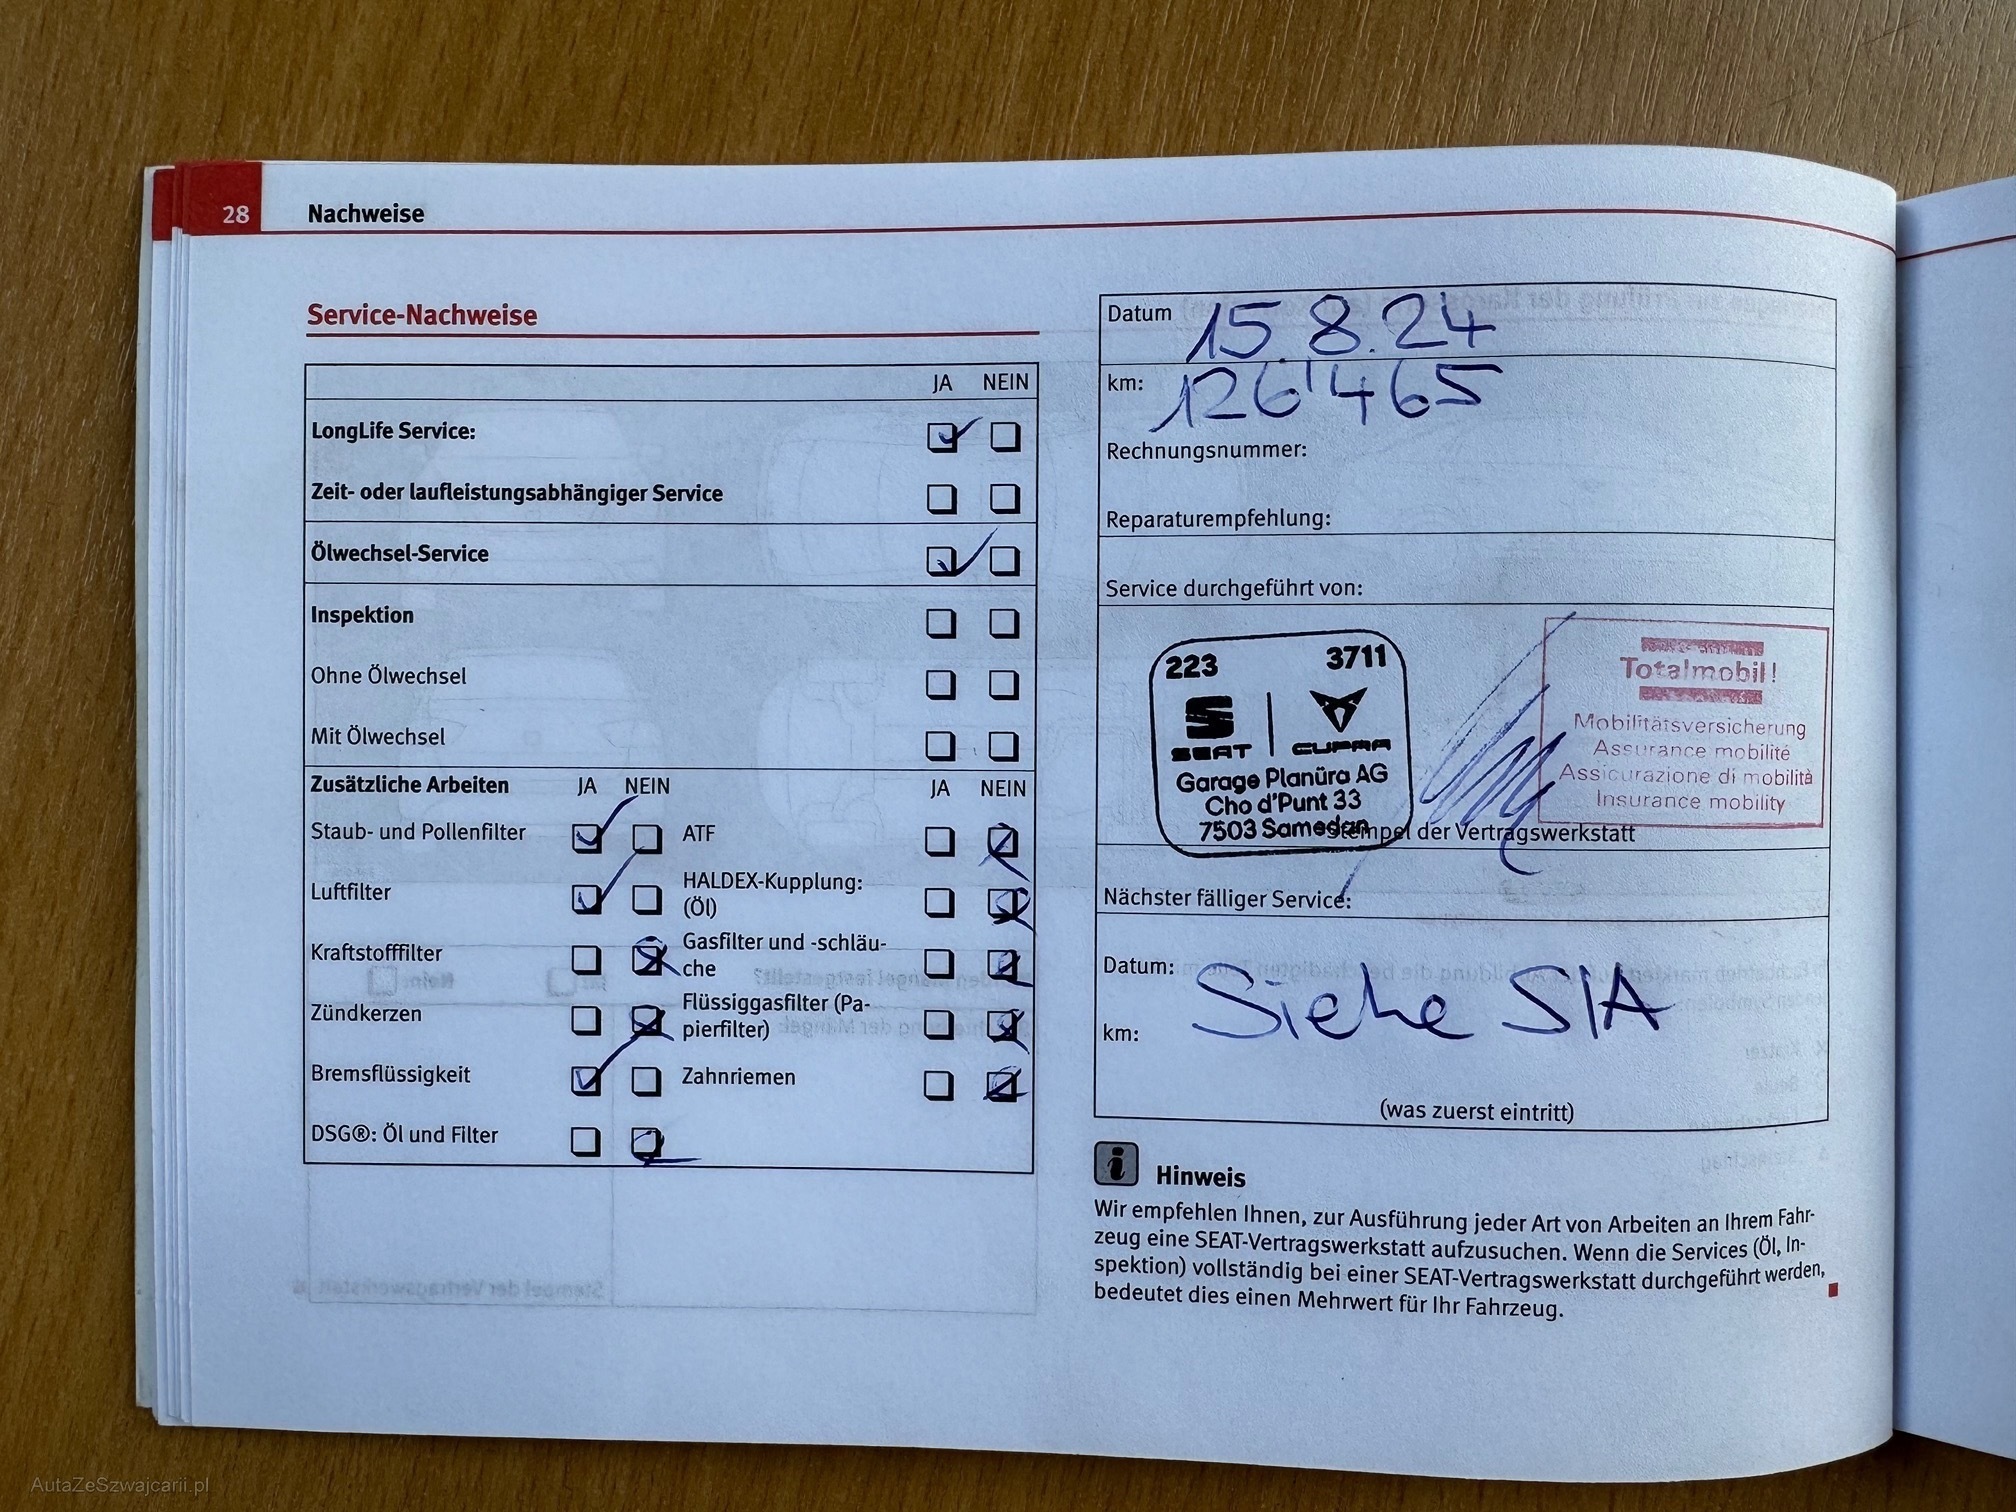 28
Nachweise
Service-Nachweise
JA NEIN
LongLife Service:
Zeit- oder laufleistungsabhängiger Service
Ölwechsel-Service
Inspektion
Ohne Ölwechsel
Mit Ölwechsel
Zusätzliche Arbeiten JA NEIN JA NEIN
Staub- und Pollenfilter ATF
Luftfilter HALDEX-Kupplung:
(Öl)
Kraftstofffilter Gasfilter und -schläu-
che
Zündkerzen Flüssiggasfilter (Pa-
pierfilter)
Bremsflüssigkeit Zahnriemen
DSG®: Öl und Filter
Datum 15.8.24
km: 126'465
Rechnungsnummer:
Reparaturempfehlung:
Service durchgeführt von:
223 3711
SEAT CUPRA
Garage Planüra AG
Cho d'Punt 33
7503 Samedan
Totalmobil!
Mobilitätsversicherung
Assurance mobilité
Assicurazione di mobilità
Insurance mobility
Stempel der Vertragswerkstatt
Nächster fälliger Service:
Datum: Siehe SIA
km:
(was zuerst eintritt)
i Hinweis
Wir empfehlen Ihnen, zur Ausführung jeder Art von Arbeiten an Ihrem Fahr-
zeug eine SEAT-Vertragswerkstatt aufzusuchen. Wenn die Services (Öl, In-
spektion) vollständig bei einer SEAT-Vertragswerkstatt durchgeführt werden,
bedeutet dies einen Mehrwert für Ihr Fahrzeug.
AutaZeSzwajcarii.pl